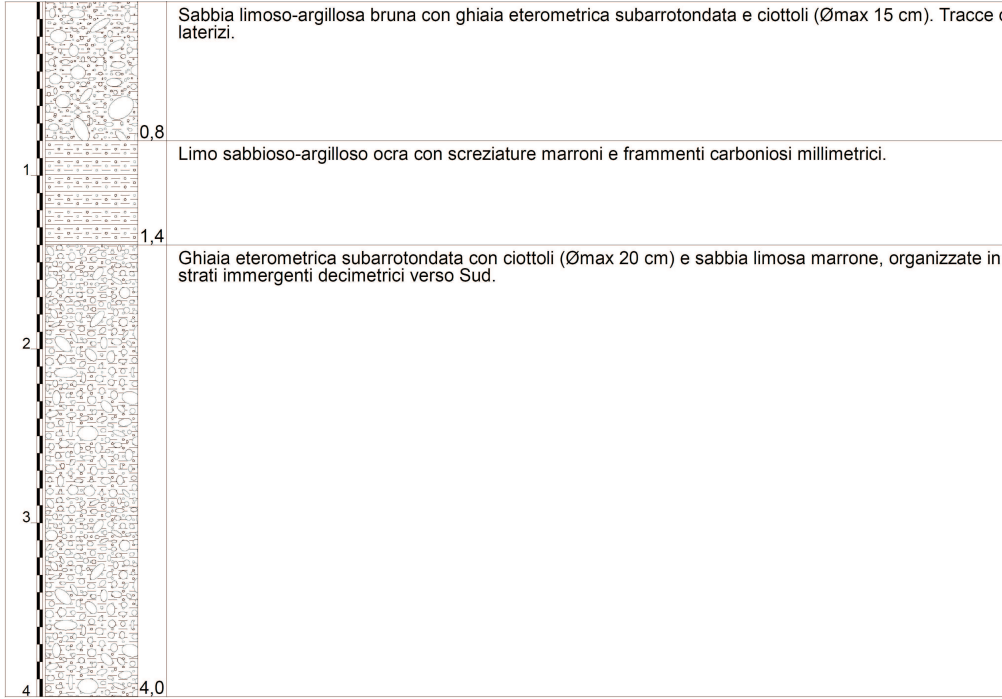 Sabbia limoso-argillosa bruna con ghiaia eterometrica subarrotondata e ciottoli (Ømax 15 cm). Tracce
laterizi.
0,8
Limo sabbioso-argilloso ocra con screziature marroni e frammenti carboniosi millimetrici.
1
1,4
Ghiaia eterometrica subarrotondata con ciottoli (Ømax 20 cm) e sabbia limosa marrone, organizzate in
strati immergenti decimetrici verso Sud.
2
3
4
4,0